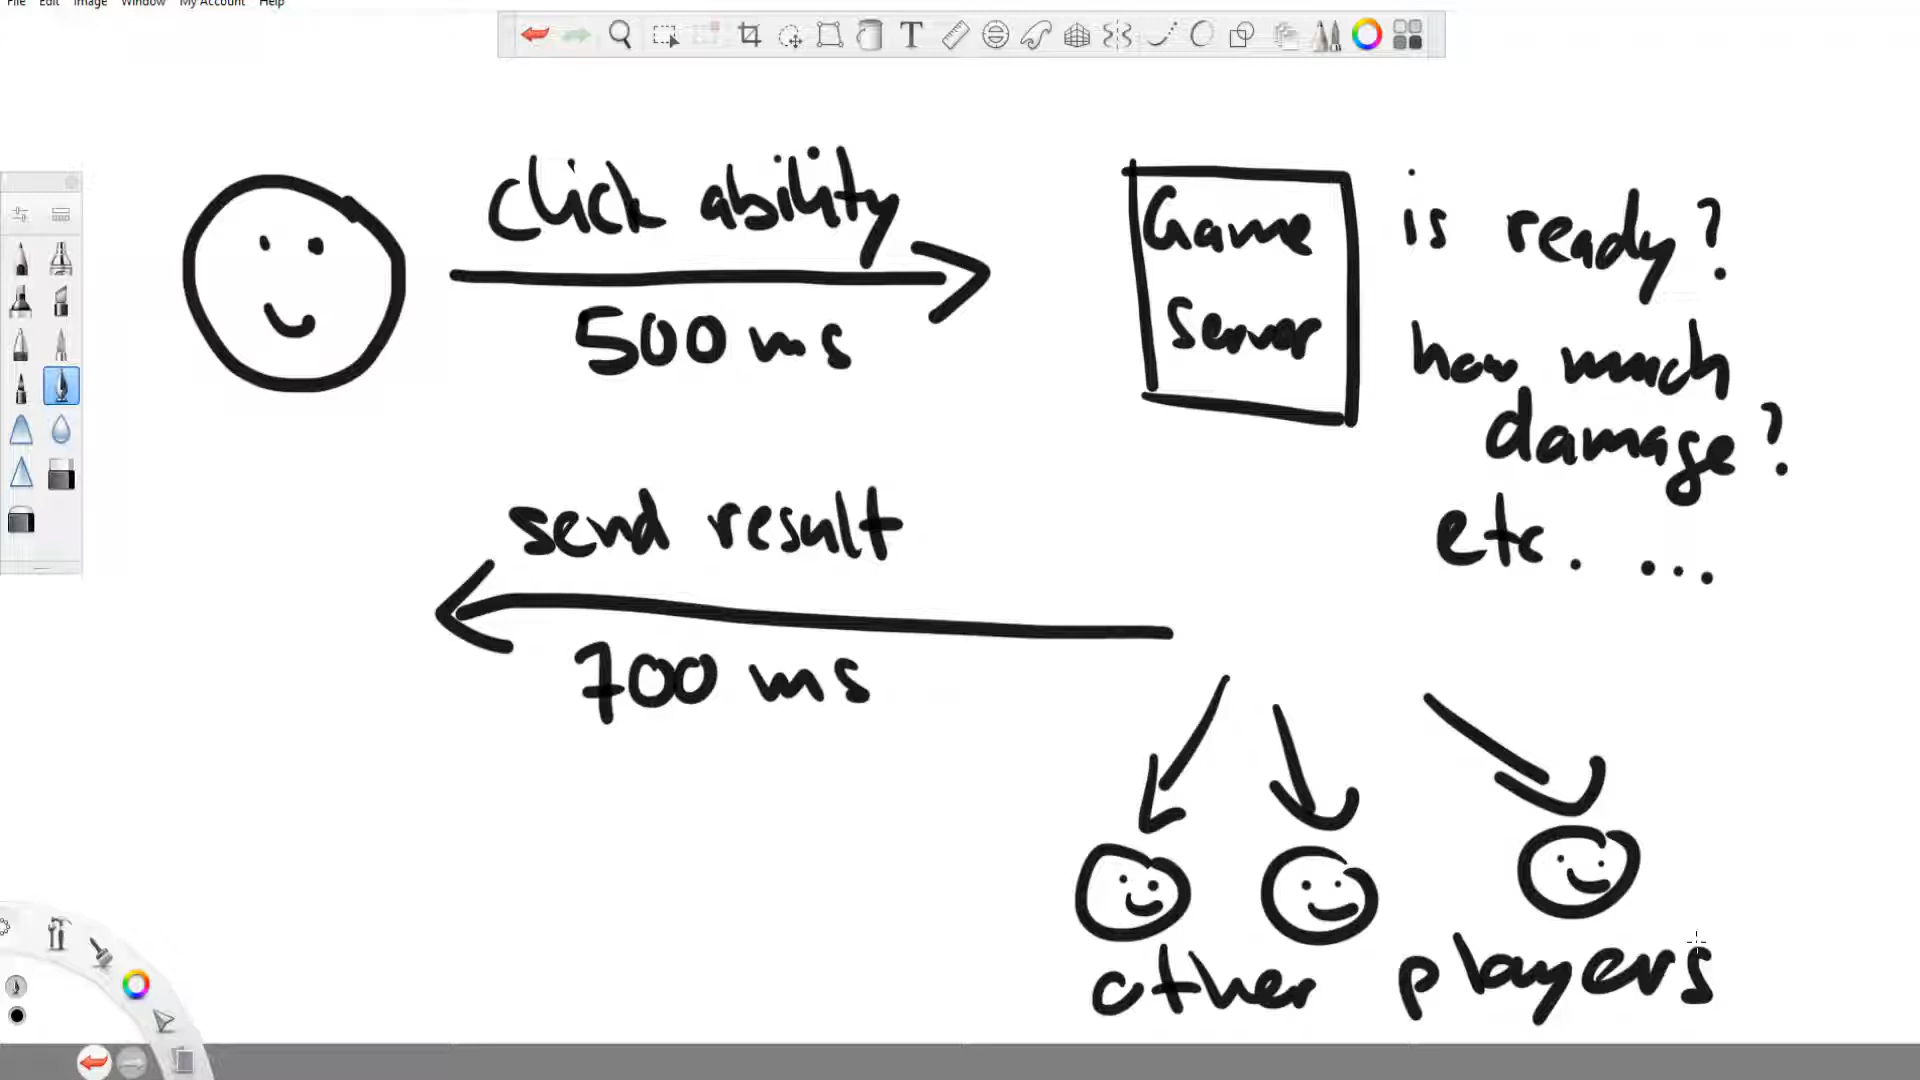 File Edit Image Window My Account Help
click ability
500 ms
Game
Server
is ready?
how much
damage?
etc. ...
send result
700 ms
other players